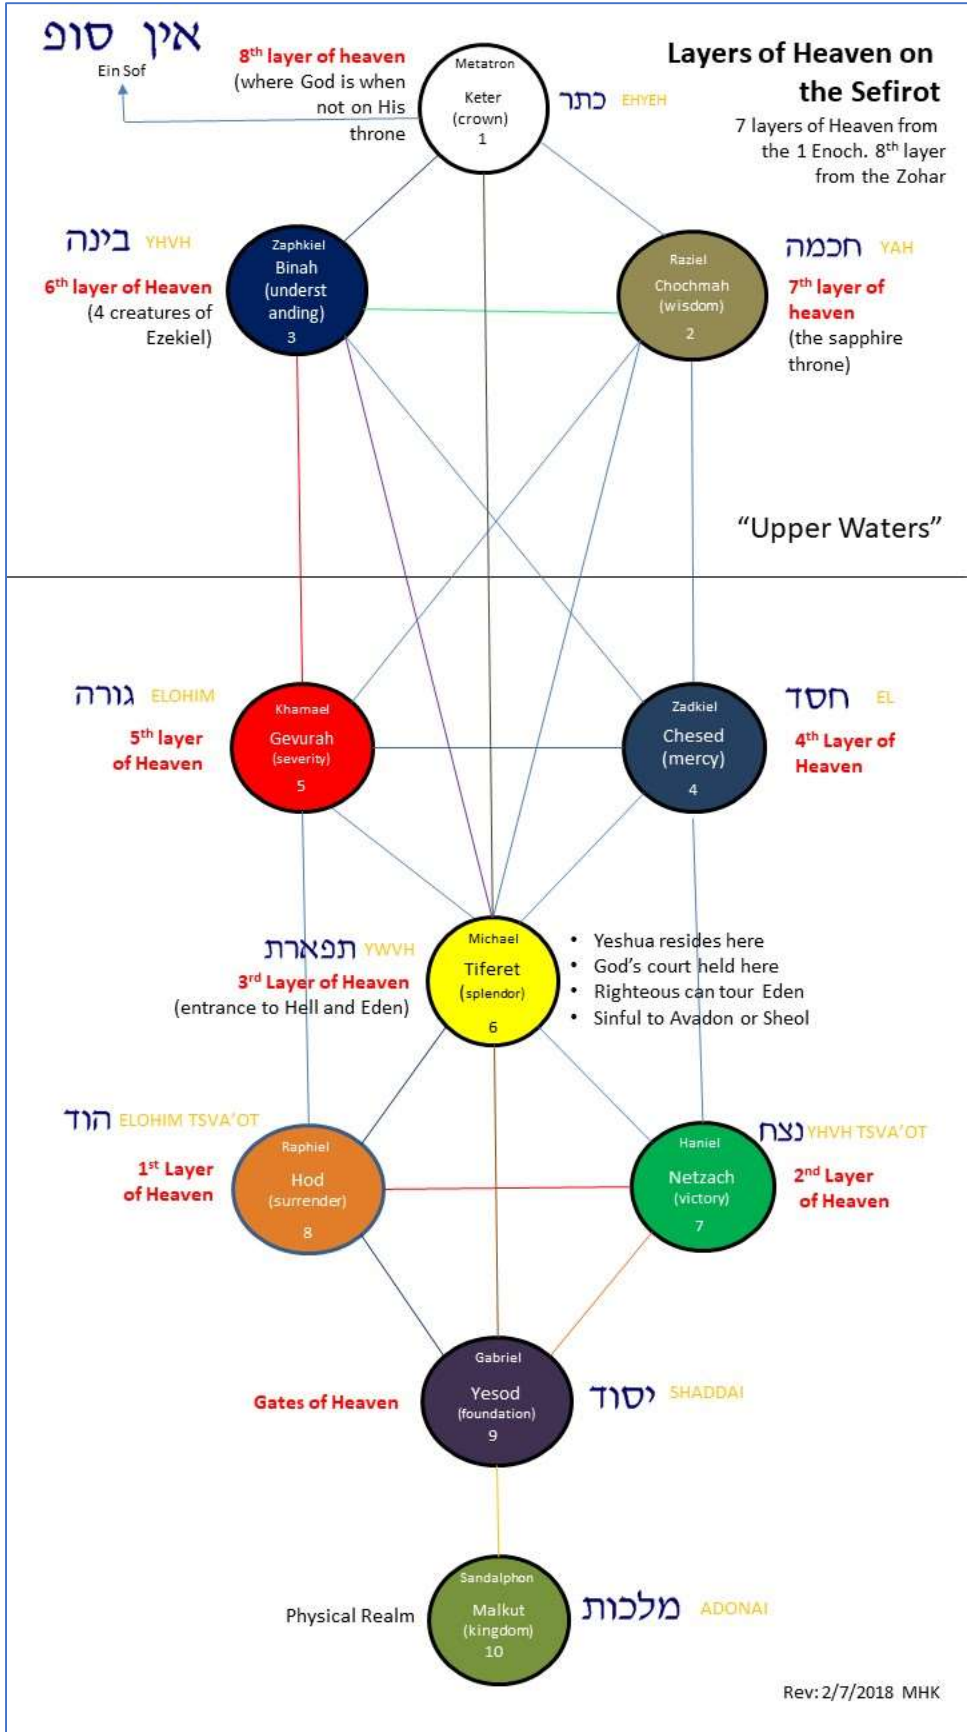 אין סופ
Ein Sof
8th layer of heaven
(where God is when
not on His
throne
Metatron
Keter
(crown)
1
כתר EHYEH
Layers of Heaven on
the Sefirot
7 layers of Heaven from
the 1 Enoch. 8th layer
from the Zohar
בינה YHVH
6th layer of Heaven
(4 creatures of
Ezekiel)
Zaphkiel
Binah
(underst
anding)
3
Raziel
Chochmah
(wisdom)
2
חכמה YAH
7th layer of
heaven
(the sapphire
throne)
“Upper Waters”
גורה ELOHIM
5th layer
of Heaven
Khamael
Gevurah
(severity)
5
Zadkiel
Chesed
(mercy)
4
חסד EL
4th Layer of
Heaven
תפארת YWVH
3rd Layer of Heaven
(entrance to Hell and Eden)
Michael
Tiferet
(splendor)
6
• Yeshua resides here
• God’s court held here
• Righteous can tour Eden
• Sinful to Avadon or Sheol
הוד ELOHIM TSVA’OT
1st Layer
of Heaven
Raphiel
Hod
(surrender)
8
Haniel
Netzach
(victory)
7
נצח YHVH TSVA’OT
2nd Layer
of Heaven
Gates of Heaven
Gabriel
Yesod
(foundation)
9
יסוד SHADDAI
Physical Realm
Sandalphon
Malkut
(kingdom)
10
מלכות ADONAI
Rev: 2/7/2018 MHK